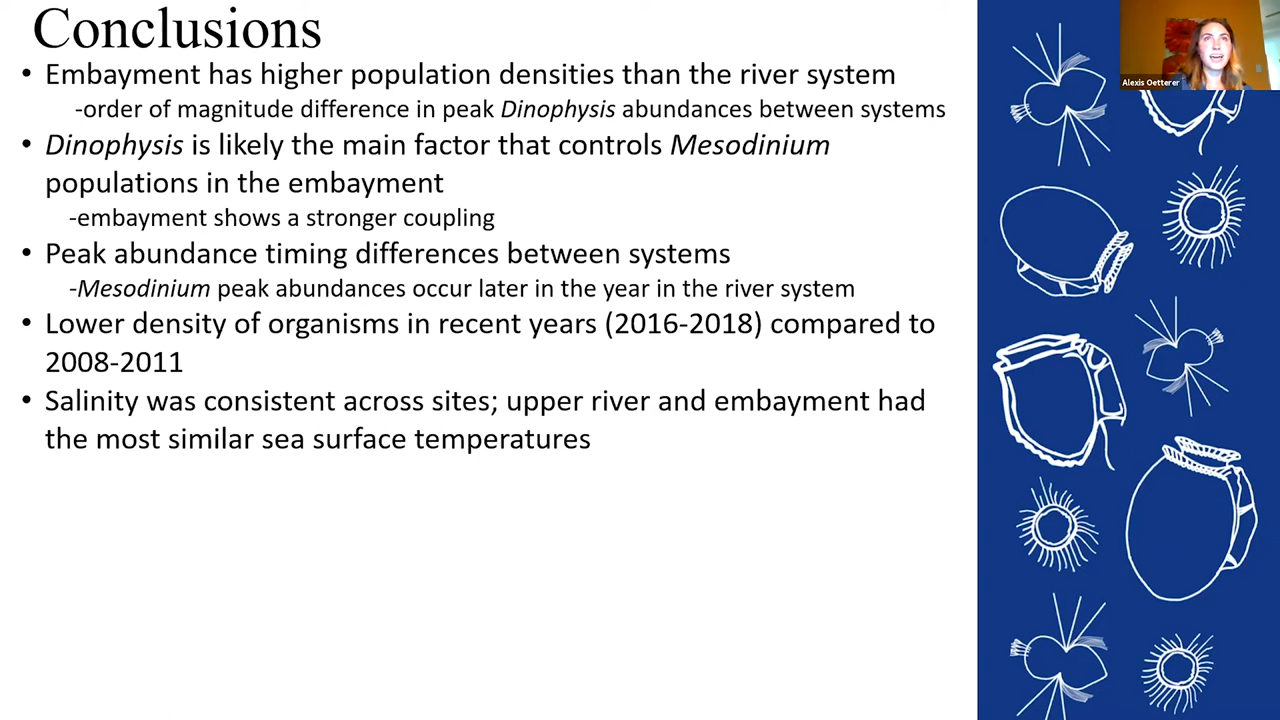 Conclusions
• Embayment has higher population densities than the river system
-order of magnitude difference in peak Dinophysis abundances between systems
• Dinophysis is likely the main factor that controls Mesodinium
populations in the embayment
-embayment shows a stronger coupling
• Peak abundance timing differences between systems
-Mesodinium peak abundances occur later in the year in the river system
• Lower density of organisms in recent years (2016-2018) compared to
2008-2011
• Salinity was consistent across sites; upper river and embayment had
the most similar sea surface temperatures
Alexis Oetterer